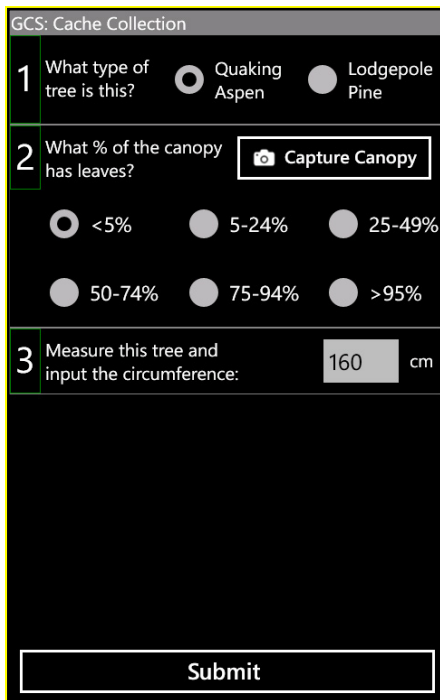 GCS: Cache Collection
1
What type of
tree is this?
Quaking
Aspen
Lodgepole
Pine
2
What % of the canopy
has leaves?
Capture Canopy
<5%
5-24%
25-49%
50-74%
75-94%
>95%
3
Measure this tree and
input the circumference:
160
cm
Submit